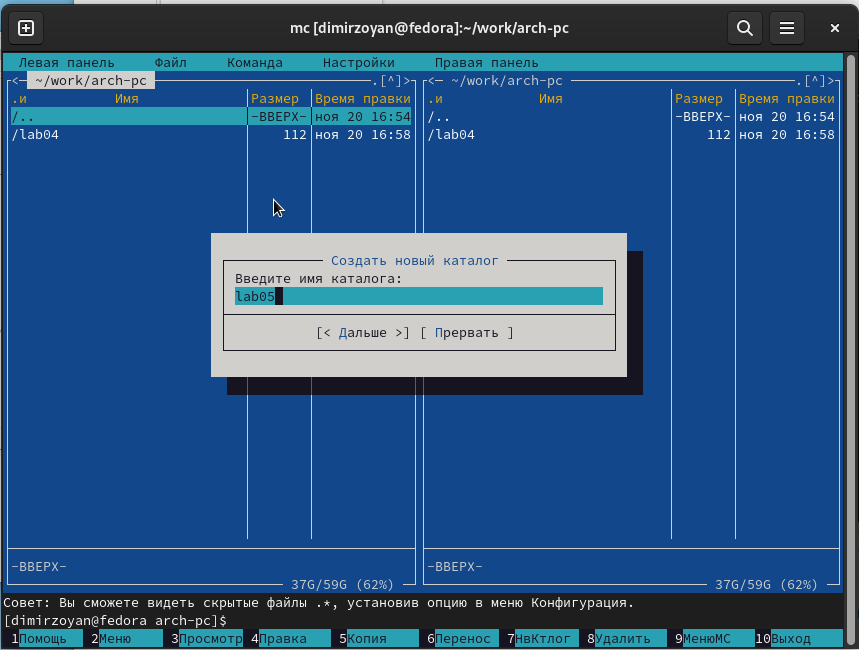 mc [dimirzoyan@fedora]:~/work/arch-pc
Левая панель Файл Команда Настройки Правая панель
<─ ~/work/arch-pc ─.[^]> <─ ~/work/arch-pc ─.[^]>
.и Имя Размер Время правки .и Имя Размер Время правки
/.. -ВВЕРХ- ноя 20 16:54 /.. -ВВЕРХ- ноя 20 16:54
/lab04 112 ноя 20 16:58 /lab04 112 ноя 20 16:58
Создать новый каталог
Введите имя каталога:
lab05
[< Дальше >] [ Прервать ]
-ВВЕРХ- -ВВЕРХ-
37G/59G (62%) 37G/59G (62%)
Совет: Вы сможете видеть скрытые файлы .*, установив опцию в меню Конфигурация.
[dimirzoyan@fedora arch-pc]$
1Помощь 2Меню 3Просмотр 4Правка 5Копия 6Перенос 7НвКтлог 8Удалить 9МенюМС 10Выход